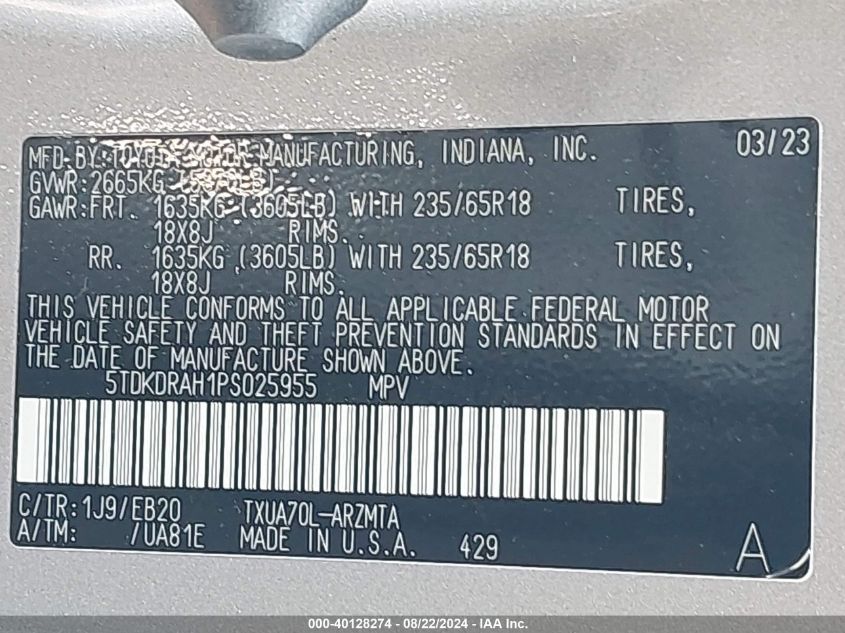 MFD.BY:TOYOTA MOTOR MANUFACTURING, INDIANA, INC. 03/23
GVWR:2665KG (5870LB)
GAWR:FRT. 1635KG (3605LB) WITH 235/65R18 TIRES,
18X8J RIMS.
RR. 1635KG (3605LB) WITH 235/65R18 TIRES,
18X8J RIMS.
THIS VEHICLE CONFORMS TO ALL APPLICABLE FEDERAL MOTOR
VEHICLE SAFETY AND THEFT PREVENTION STANDARDS IN EFFECT ON
THE DATE OF MANUFACTURE SHOWN ABOVE.
5TDKDRAH1PS025955 MPV
C/TR:1J9/EB20 TXUA70L-ARZMTA
A/TM: /UA81E MADE IN U.S.A. 429 A
000-40128274 - 08/22/2024 - IAA Inc.